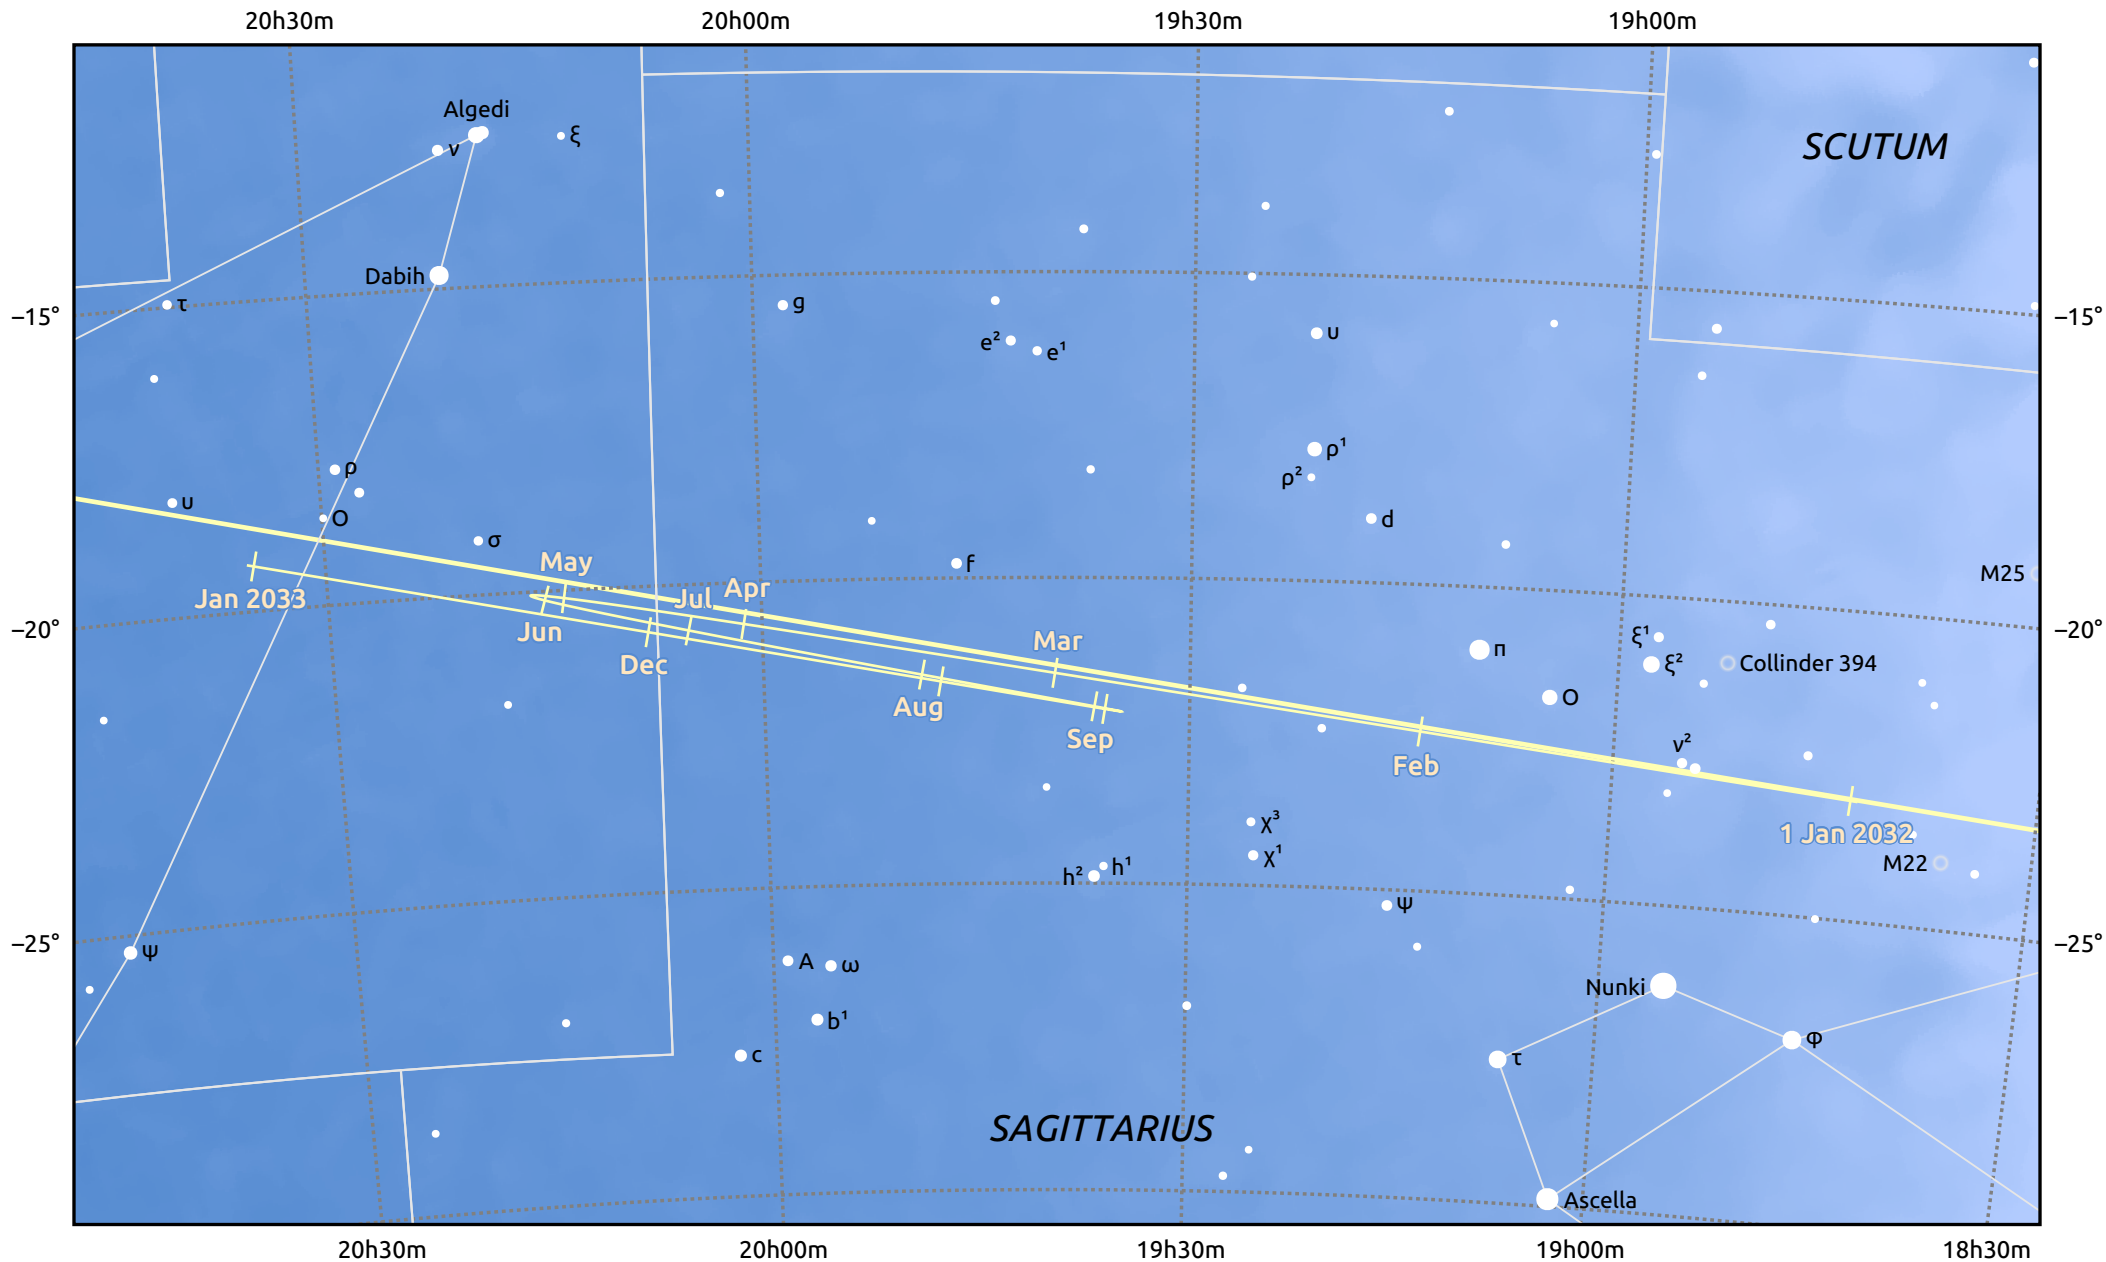 20h30m 20h00m 19h30m 19h00m
Algedi
ν
ξ
SCUTUM
Dabih
τ
g
−15°
−15°
e²
e¹
υ
ρ
ρ¹
ρ²
υ
ο
d
σ
May
f
M25
Jan 2033
Jul
Apr
Jun
−20°
−20°
Mar
ξ¹
π
Dec
ξ²
Collinder 394
ο
Aug
Sep
ν²
Feb
χ³
1 Jan 2032
χ¹
h²
h¹
M22
ψ
−25°
−25°
ψ
A
ω
Nunki
b¹
φ
c
τ
SAGITTARIUS
Ascella
20h30m 20h00m 19h30m 19h00m 18h30m